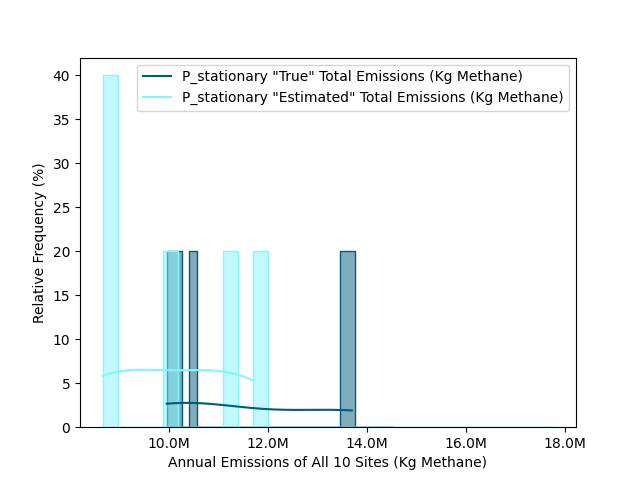 P_stationary "True" Total Emissions (Kg Methane)
P_stationary "Estimated" Total Emissions (Kg Methane)
40
35
30
25
20
15
10
5
0
Relative Frequency (%)
10.0M 12.0M 14.0M 16.0M 18.0M
Annual Emissions of All 10 Sites (Kg Methane)